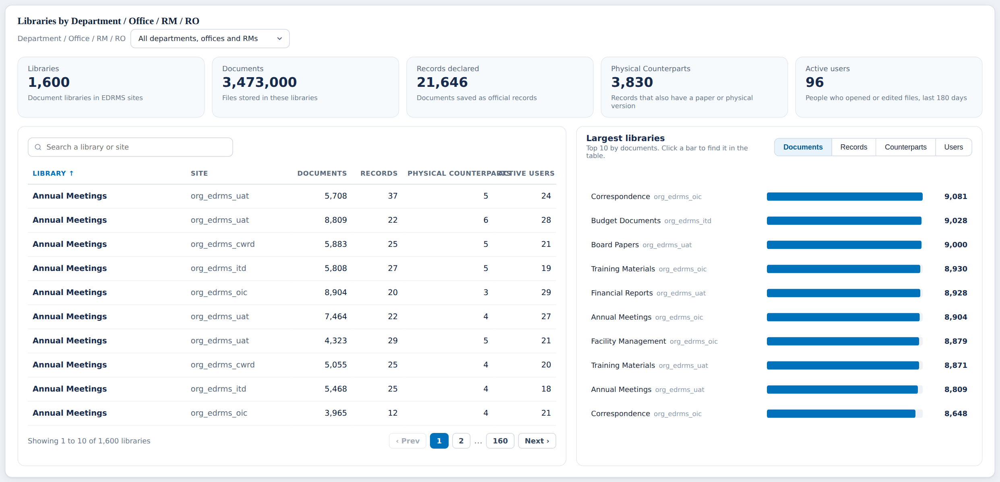 Libraries by Department / Office / RM / RO
Department / Office / RM / RO All departments, offices and RMs
Libraries
1,600
Document libraries in EDRMS sites
Documents
3,473,000
Files stored in these libraries
Records declared
21,646
Documents saved as official records
Physical Counterparts
3,830
Records that also have a paper or physical
version
Active users
96
People who opened or edited files, last 180 days
Search a library or site
LIBRARY ↑ SITE DOCUMENTS RECORDS PHYSICAL COUNTERPARTS ACTIVE USERS
Annual Meetings org_edrms_uat 5,708 37 5 24
Annual Meetings org_edrms_uat 8,809 22 6 28
Annual Meetings org_edrms_cwrd 5,883 25 5 21
Annual Meetings org_edrms_itd 5,808 27 5 19
Annual Meetings org_edrms_oic 8,904 20 3 29
Annual Meetings org_edrms_uat 7,464 22 4 27
Annual Meetings org_edrms_uat 4,323 29 5 21
Annual Meetings org_edrms_cwrd 5,055 25 4 20
Annual Meetings org_edrms_itd 5,468 25 4 18
Annual Meetings org_edrms_oic 3,965 12 4 21
Showing 1 to 10 of 1,600 libraries
‹ Prev 1 2 … 160 Next ›
Largest libraries
Top 10 by documents. Click a bar to find it in the
table.
Documents Records Counterparts Users
Correspondence org_edrms_oic 9,081
Budget Documents org_edrms_itd 9,028
Board Papers org_edrms_uat 9,000
Training Materials org_edrms_oic 8,930
Financial Reports org_edrms_uat 8,928
Annual Meetings org_edrms_oic 8,904
Facility Management org_edrms_oic 8,879
Training Materials org_edrms_uat 8,871
Annual Meetings org_edrms_uat 8,809
Correspondence org_edrms_oic 8,648